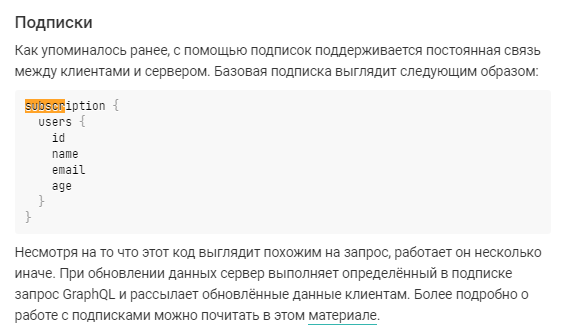 Подписки
Как упоминалось ранее, с помощью подписок поддерживается постоянная связь
между клиентами и сервером. Базовая подписка выглядит следующим образом:
subscription {
  users {
    id
    name
    email
    age
  }
}
Несмотря на то что этот код выглядит похожим на запрос, работает он несколько
иначе. При обновлении данных сервер выполняет определённый в подписке
запрос GraphQL и рассылает обновлённые данные клиентам. Более подробно о
работе с подписками можно почитать в этом материале.